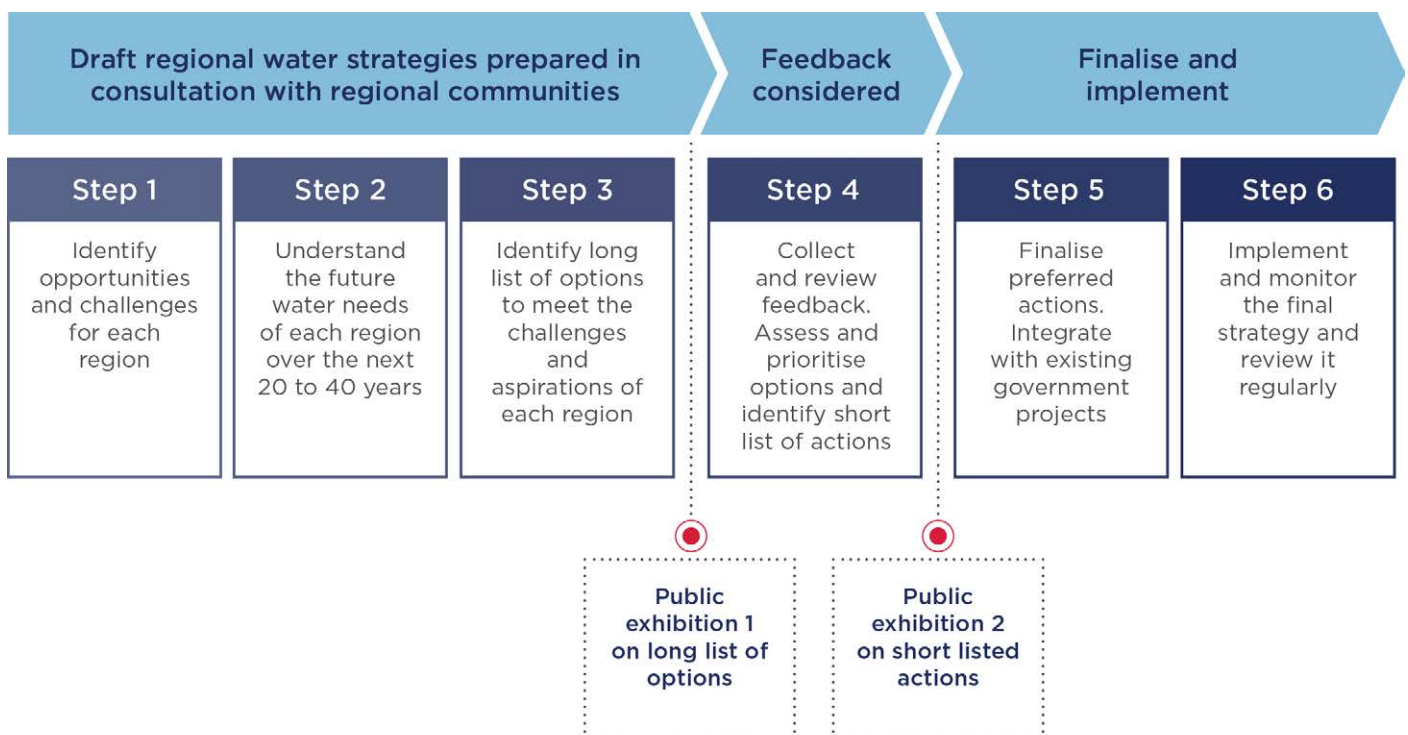 Draft regional water strategies prepared in
consultation with regional communities
Feedback
considered
Finalise and
implement
Step 1
Identify
opportunities
and challenges
for each
region
Step 2
Understand
the future
water needs
of each region
over the next
20 to 40 years
Step 3
Identify long
list of options
to meet the
challenges
and
aspirations of
each region
Step 4
Collect
and review
feedback.
Assess and
prioritise
options and
identify short
list of actions
Step 5
Finalise
preferred
actions.
Integrate
with existing
government
projects
Step 6
Implement
and monitor
the final
strategy and
review it
regularly
Public
exhibition 1
on long list of
options
Public
exhibition 2
on short listed
actions